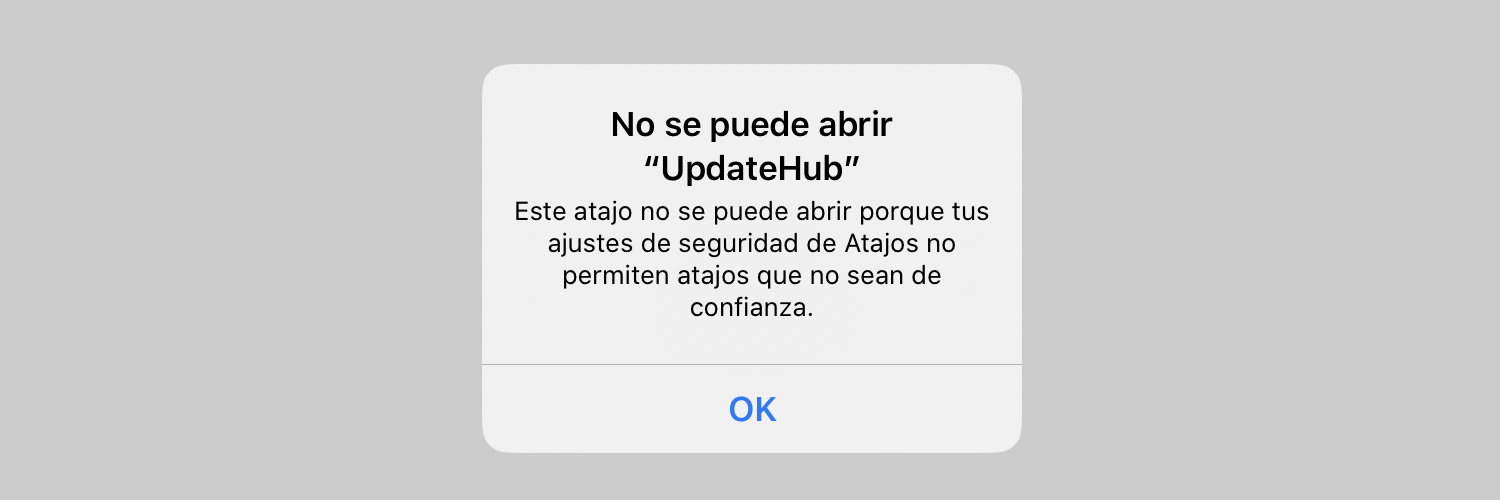 No se puede abrir
“UpdateHub”
Este atajo no se puede abrir porque tus
ajustes de seguridad de Atajos no
permiten atajos que no sean de
confianza.
OK